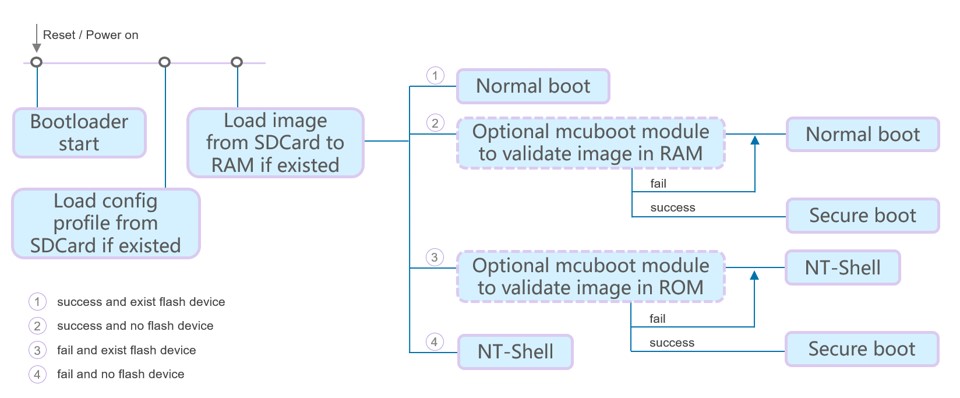 Reset / Power on
Bootloader
start
Load config
profile from
SDCard if existed
Load image
from SDCard to
RAM if existed
1
Normal boot
2
Optional mcuboot module
to validate image in RAM
Normal boot
fail
success
Secure boot
3
Optional mcuboot module
to validate image in ROM
NT-Shell
fail
success
Secure boot
4
NT-Shell
1 success and exist flash device
2 success and no flash device
3 fail and exist flash device
4 fail and no flash device